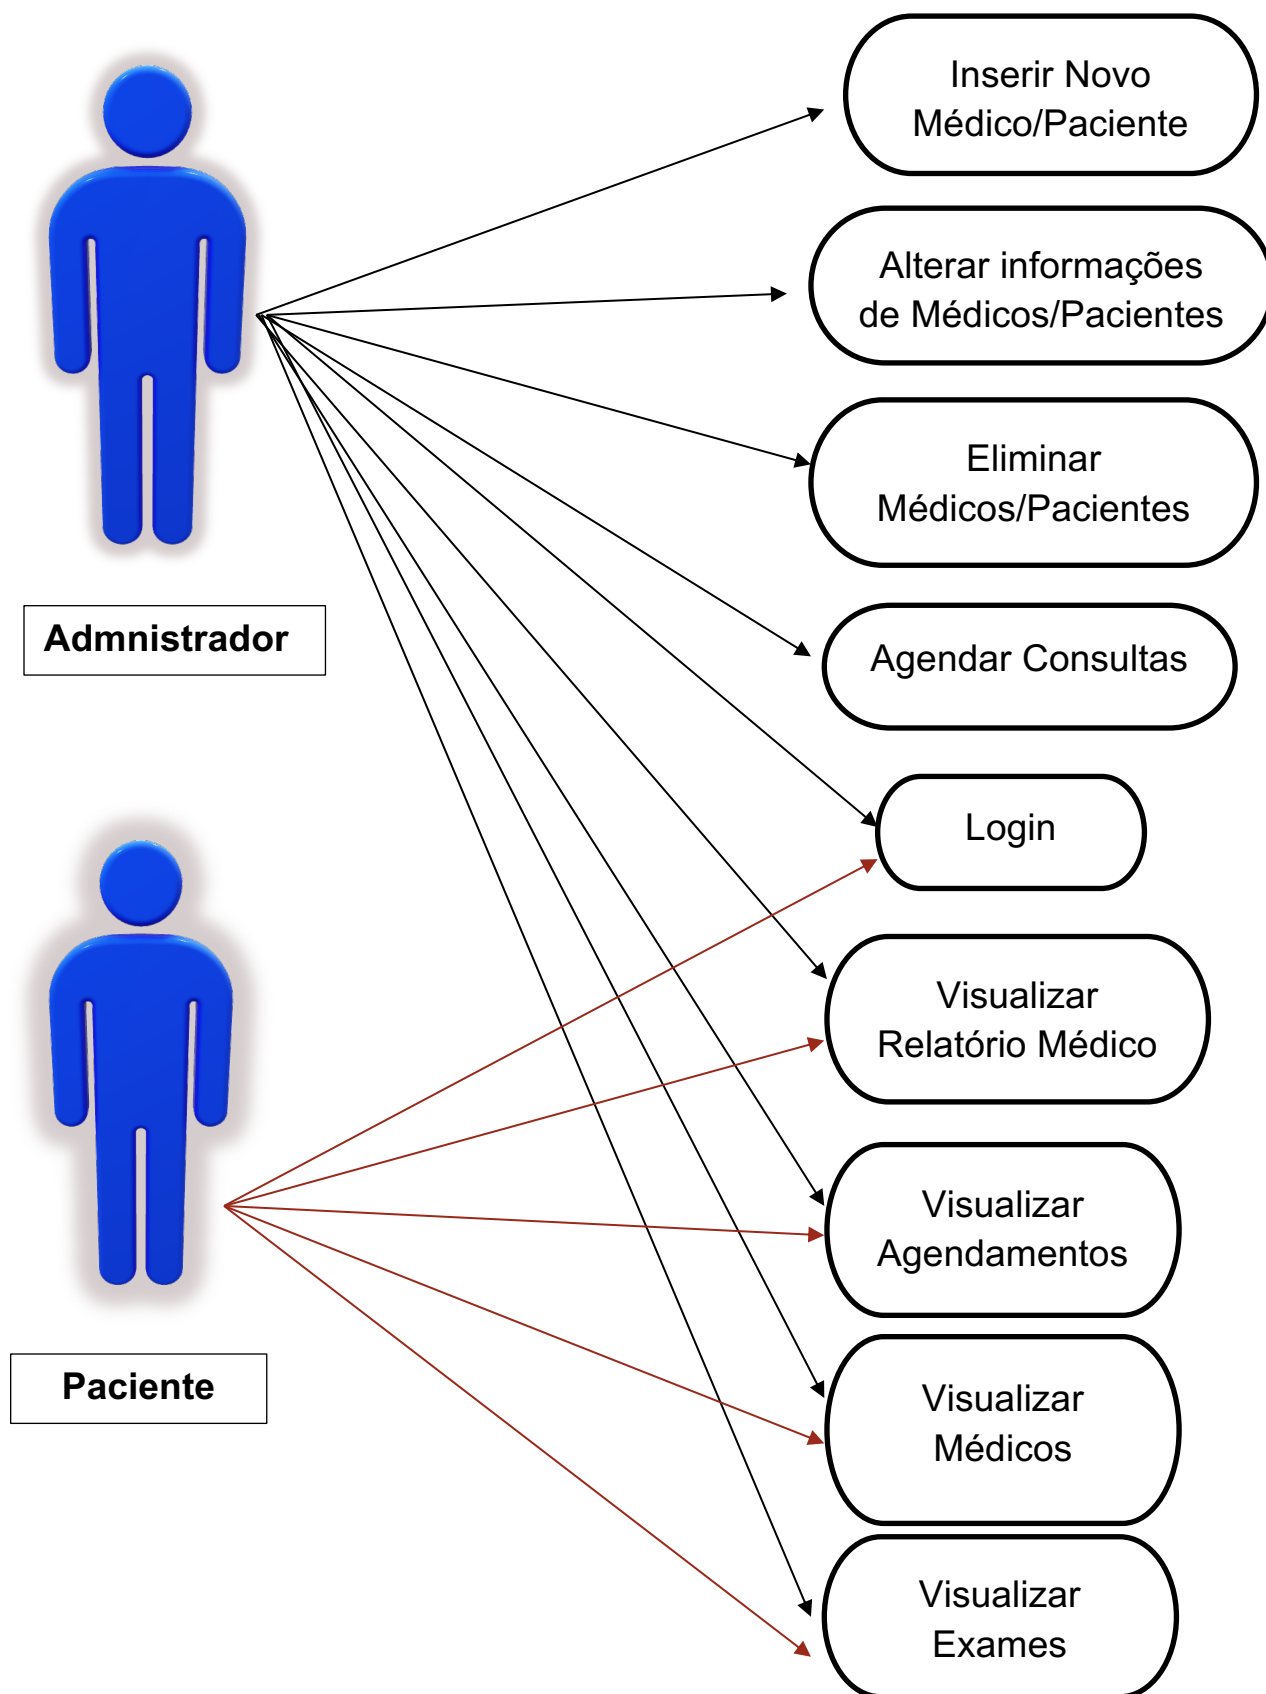 Inserir Novo
Médico/Paciente
Alterar informações
de Médicos/Pacientes
Eliminar
Médicos/Pacientes
Admnistrador
Agendar Consultas
Login
Visualizar
Relatório Médico
Visualizar
Agendamentos
Paciente
Visualizar
Médicos
Visualizar
Exames